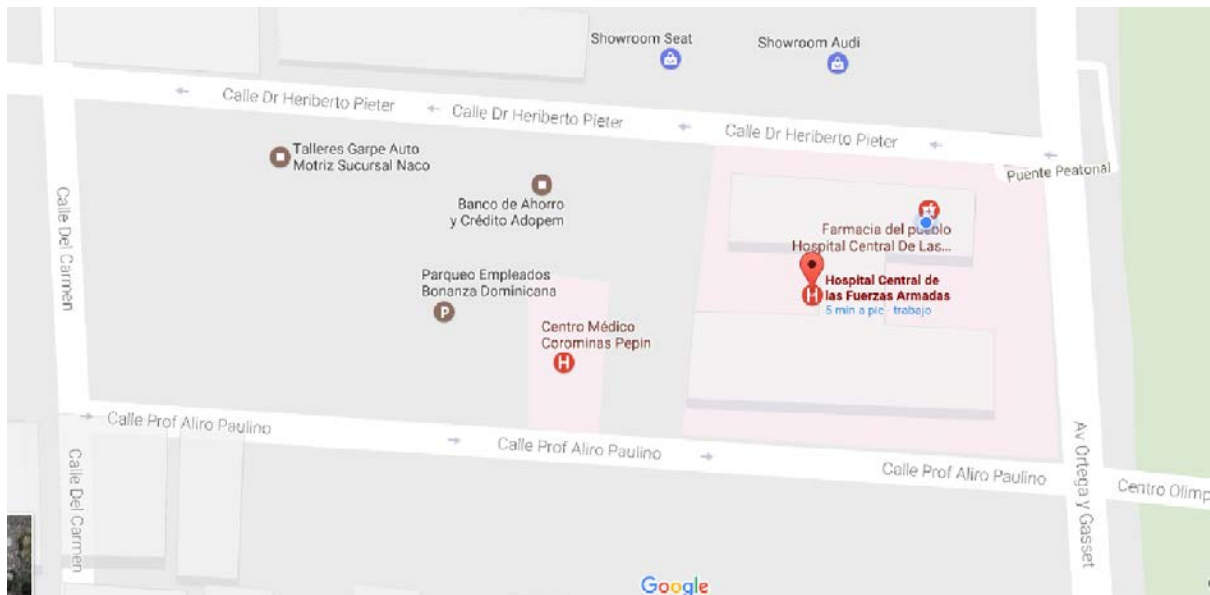 Showroom Seat
Showroom Audi
Calle Dr Heriberto Pieter
Calle Dr Heriberto Pieter
Calle Dr Heriberto Pieter
Talleres Garpe Auto
Motriz Sucursal Naco
Puente Peatonal
Banco de Ahorro
y Crédito Adopem
Calle Del Carmen
Farmacia del pueblo
Hospital Central De Las...
Parqueo Empleados
Bonanza Dominicana
P
Hospital Central de
las Fuerzas Armadas
5 min a pie - trabajo
H
Centro Médico
Corominas Pepin
H
Calle Prof Aliro Paulino
Calle Prof Aliro Paulino
Calle Prof Aliro Paulino
Calle Del Carmen
Av Ortega y Gasset
Centro Olimp
Google